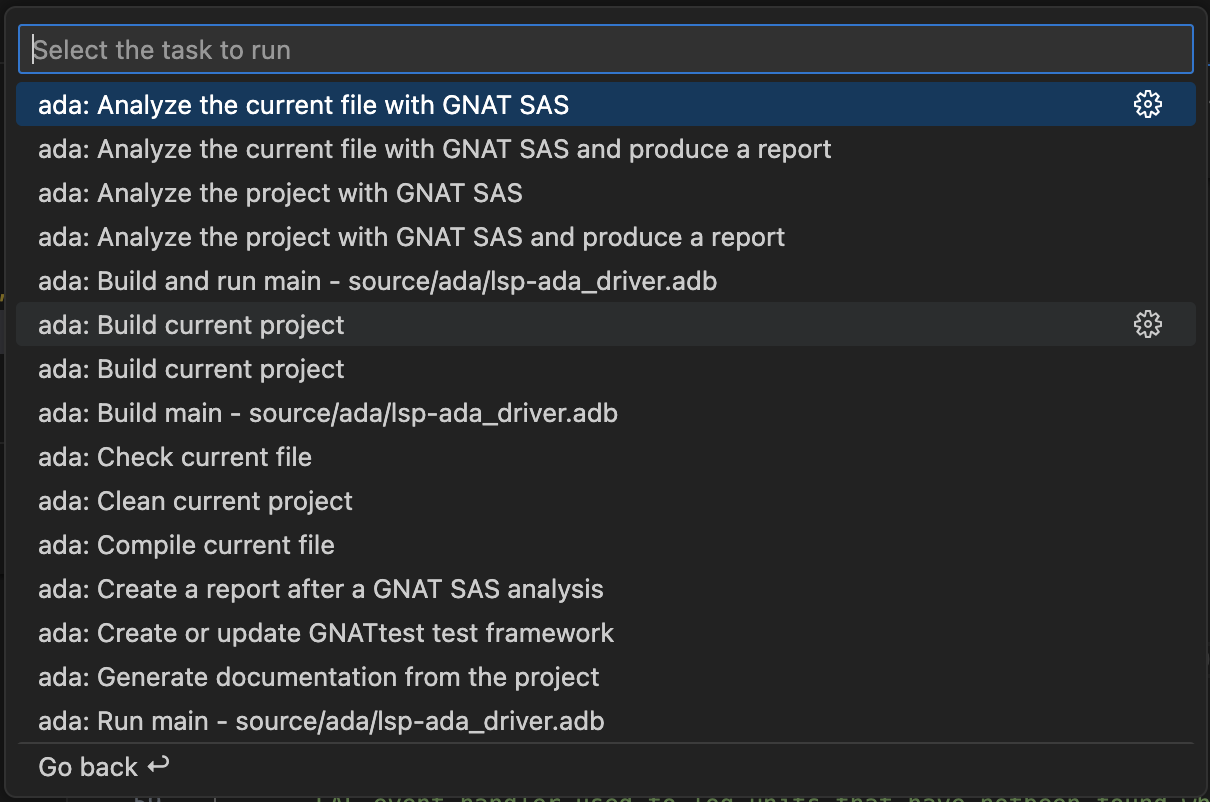 Select the task to run
ada: Analyze the current file with GNAT SAS
ada: Analyze the current file with GNAT SAS and produce a report
ada: Analyze the project with GNAT SAS
ada: Analyze the project with GNAT SAS and produce a report
ada: Build and run main - source/ada/lsp-ada_driver.adb
ada: Build current project
ada: Build current project
ada: Build main - source/ada/lsp-ada_driver.adb
ada: Check current file
ada: Clean current project
ada: Compile current file
ada: Create a report after a GNAT SAS analysis
ada: Create or update GNATtest test framework
ada: Generate documentation from the project
ada: Run main - source/ada/lsp-ada_driver.adb
Go back ↩